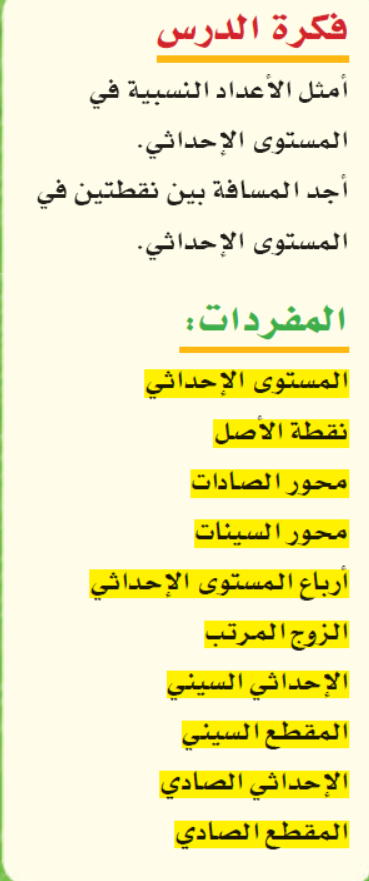 فكرة الدرس
أمثل الأعداد النسبية في
المستوى الإحداثي.
أجد المسافة بين نقطتين في
المستوى الإحداثي.
المفردات:
المستوى الإحداثي
نقطة الأصل
محور الصادات
محور السينات
أرباع المستوى الإحداثي
الزوج المرتب
الإحداثي السيني
المقطع السيني
الإحداثي الصادي
المقطع الصادي